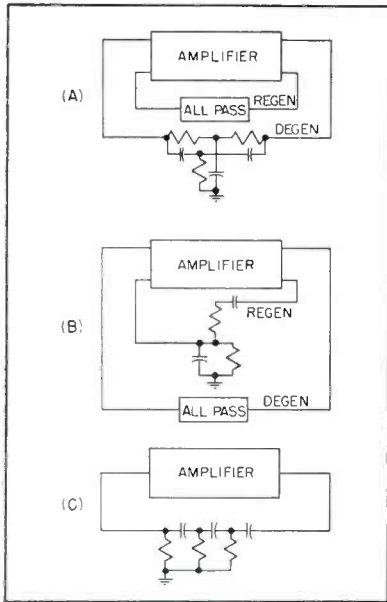 (A)
AMPLIFIER
ALL PASS
REGEN
DEGEN
(B)
AMPLIFIER
REGEN
ALL PASS
DEGEN
(C)
AMPLIFIER